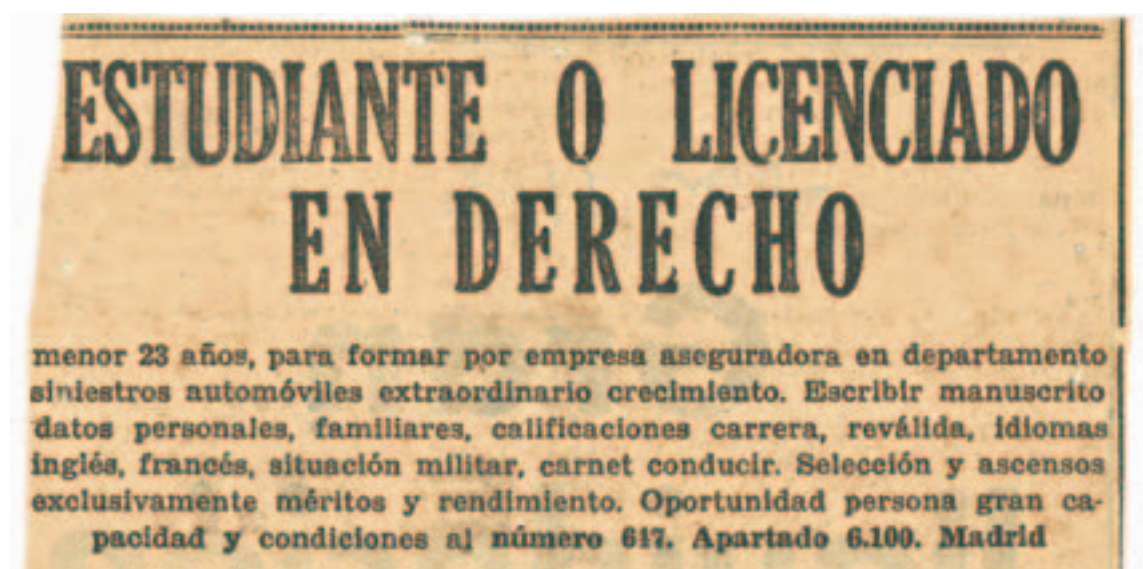 ESTUDIANTE O LICENCIADO
EN DERECHO
menor 23 años, para formar por empresa aseguradora en departamento
siniestros automóviles extraordinario crecimiento. Escribir manuscrito
datos personales, familiares, calificaciones carrera, reválida, idiomas
inglés, francés, situación militar, carnet conducir. Selección y ascensos
exclusivamente méritos y rendimiento. Oportunidad persona gran ca-
pacidad y condiciones al número 617. Apartado 6.100. Madrid